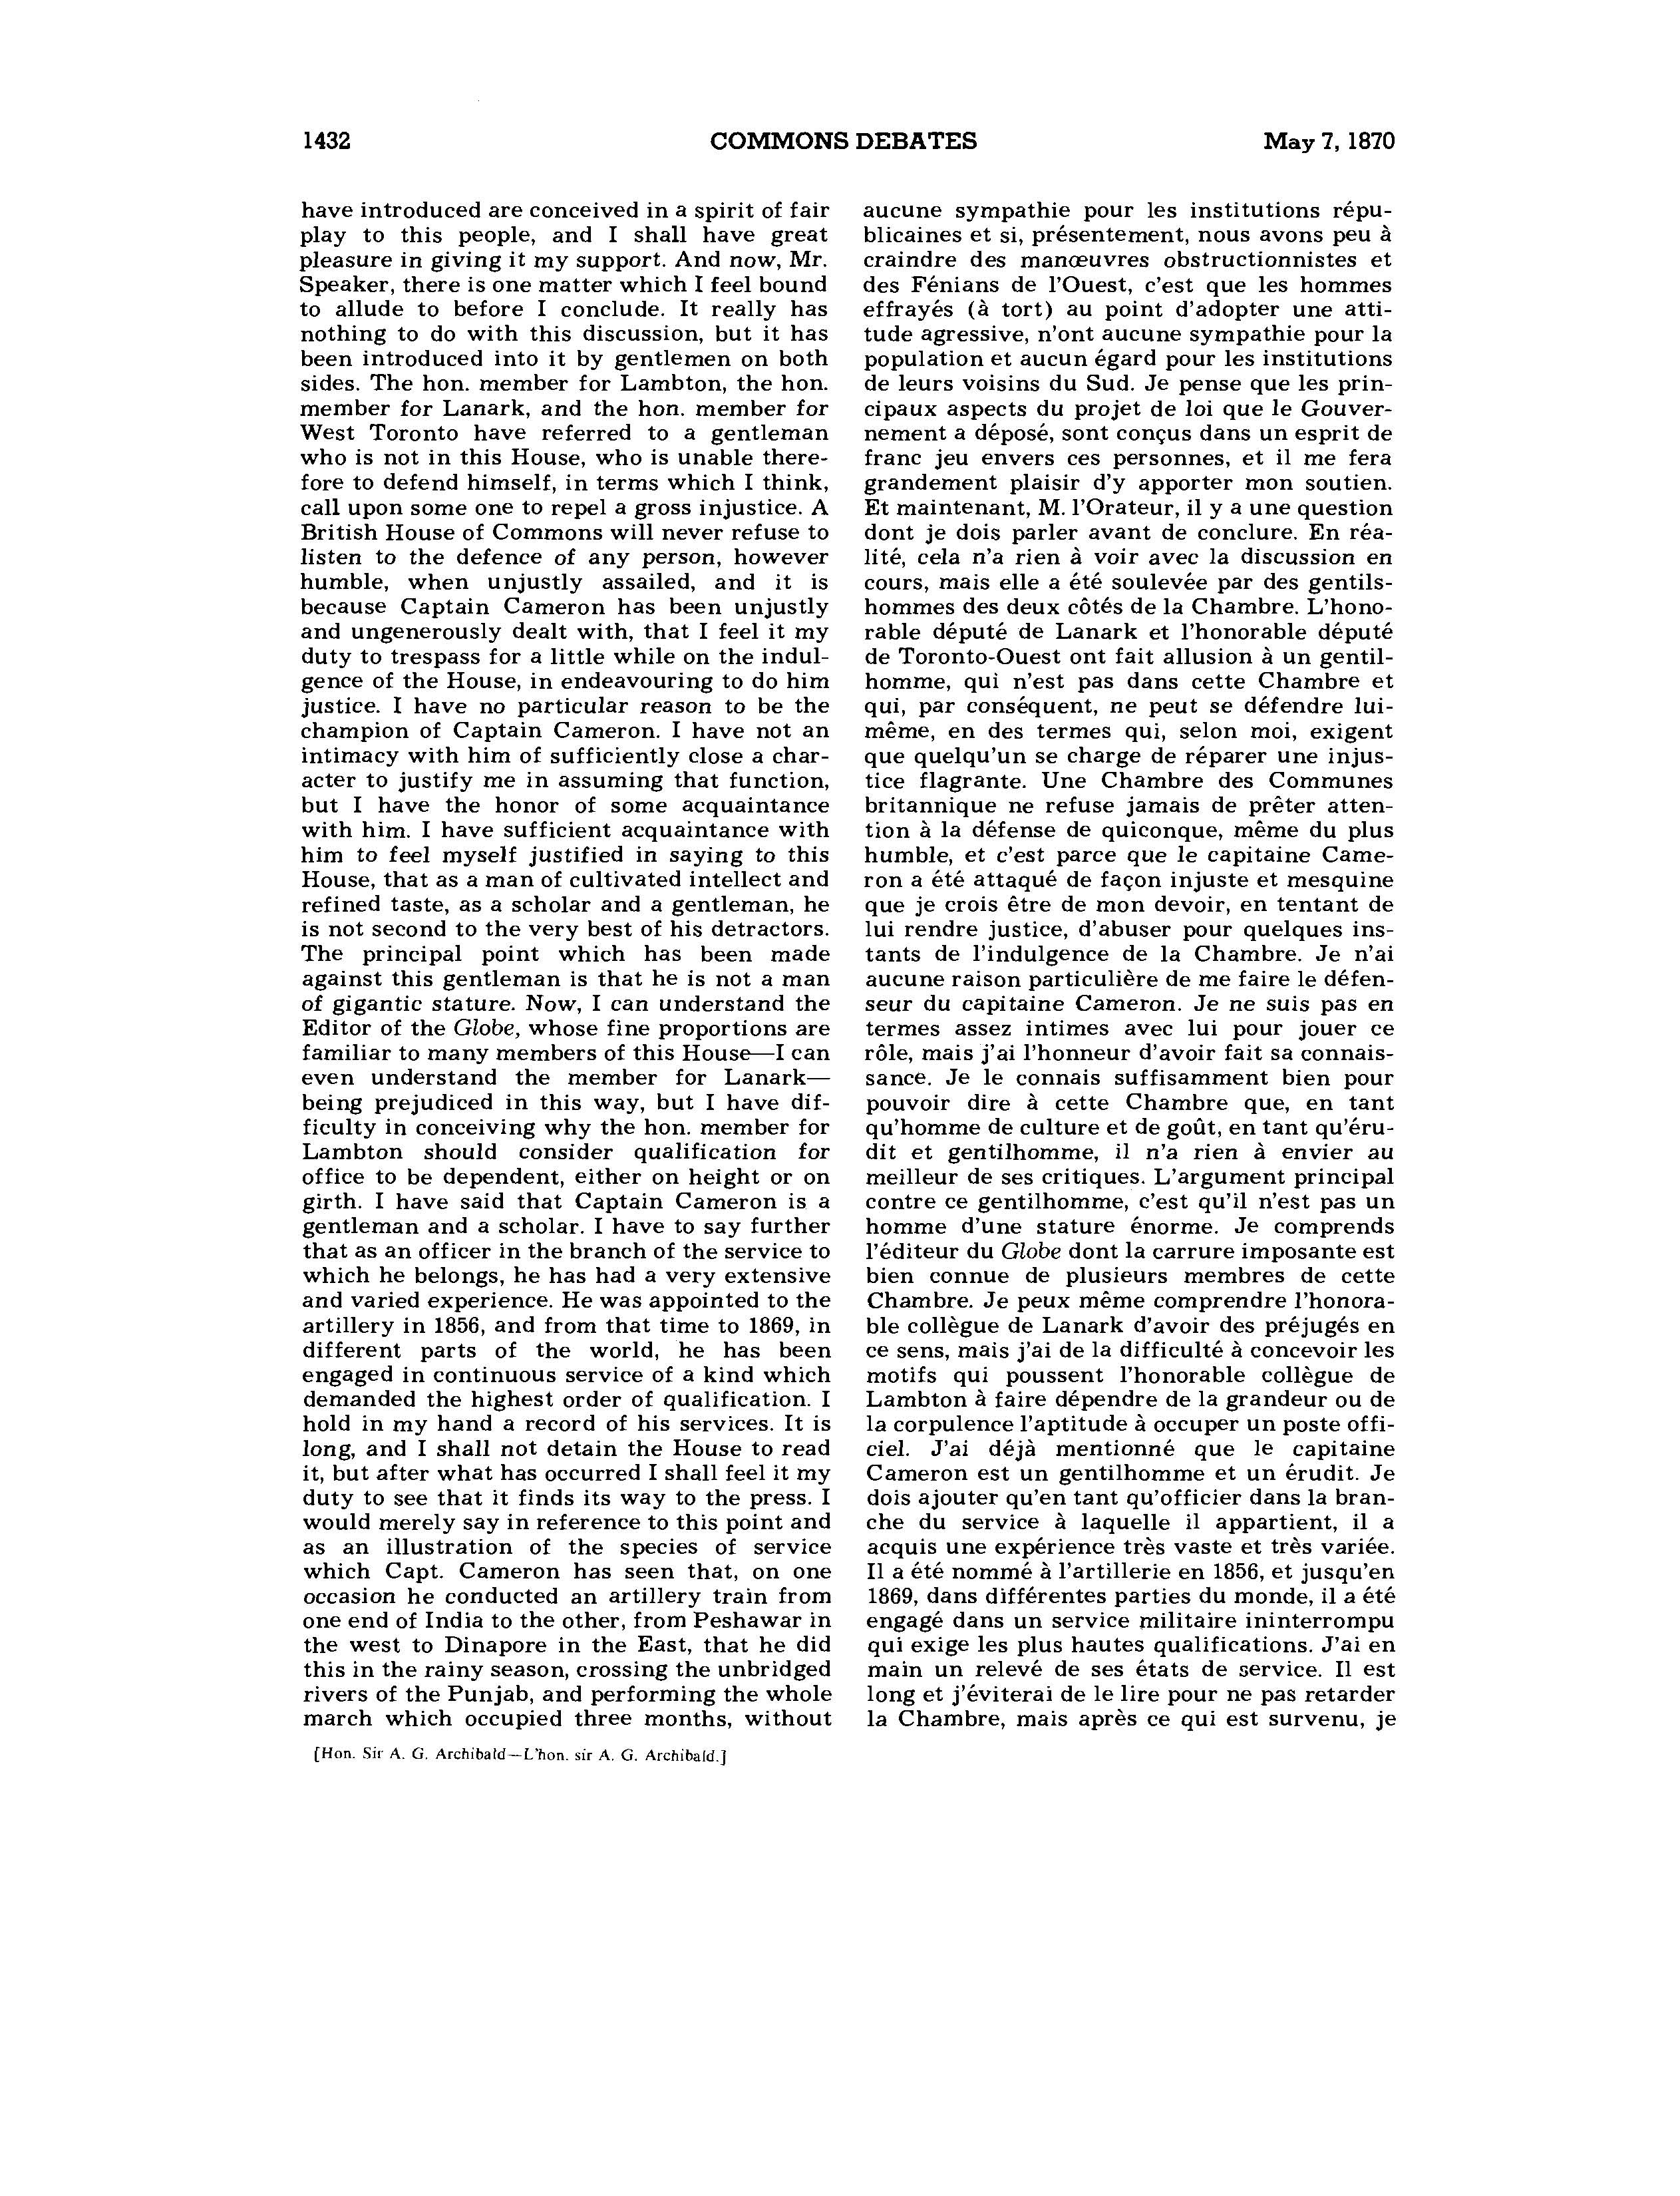 1432 COMMONS DEBATES May 7, 1870
have introduced are conceived in a spirit of fair
play to this people, and I shall have great
pleasure in giving it my support. And now, Mr.
Speaker, there is one matter which I feel bound
to allude to before I conclude. It really has
nothing to do with this discussion, but it has
been introduced into it by gentlemen on both
sides. The hon. member for Lambton, the hon.
member for Lanark, and the hon. member for
West Toronto have referred to a gentleman
who is not in this House, who is unable there-
fore to defend himself, in terms which I think,
call upon some one to repel a gross injustice. A
British House of Commons will never refuse to
listen to the defence of any person, however
humble, when unjustly assailed, and it is
because Captain Cameron has been unjustly
and ungenerously dealt with, that I feel it my
duty to trespass for a little while on the indul-
gence of the House, in endeavouring to do him
justice. I have no particular reason to be the
champion of Captain Cameron. I have not an
intimacy with him of sufficiently close a char-
acter to justify me in assuming that function,
but I have the honor of some acquaintance
with him. I have sufficient acquaintance with
him to feel myself justified in saying to this
House, that as a man of cultivated intellect and
refined taste, as a scholar and a gentleman, he
is not second to the very best of his detractors.
The principal point which has been made
against this gentleman is that he is not a man
of gigantic stature. Now, I can understand the
Editor of the Globe, whose fine proportions are
familiar to many members of this House—I can
even understand the member for Lanark—
being prejudiced in this way, but I have dif-
ficulty in conceiving why the hon. member for
Lambton should consider qualification for
office to be dependent, either on height or on
girth. I have said that Captain Cameron is a
gentleman and a scholar. I have to say further
that as an officer in the branch of the service to
which he belongs, he has had a very extensive
and varied experience. He was appointed to the
artillery in 1856, and from that time to 1869, in
different parts of the world, he has been
engaged in continuous service of a kind which
demanded the highest order of qualification. I
hold in my hand a record of his services. It is
long, and I shall not detain the House to read
it, but after what has occurred I shall feel it my
duty to see that it finds its way to the press. I
would merely say in reference to this point and
as an illustration of the species of service
which Capt. Cameron has seen that, on one
occasion he conducted an artillery train from
one end of India to the other, from Peshawar in
the west to Dinapore in the East, that he did
this in the rainy season, crossing the unbridged
rivers of the Punjab, and performing the whole
march which occupied three months, without
aucune sympathie pour les institutions répu-
blicaines et si, présentement, nous avons peu à
craindre des manœuvres obstructionnistes et
des Fénians de l'Ouest, c'est que les hommes
effrayés (à tort) au point d'adopter une atti-
tude agressive, n'ont aucune sympathie pour la
population et aucun égard pour les institutions
de leurs voisins du Sud. Je pense que les prin-
cipaux aspects du projet de loi que le Gouver-
nement a déposé, sont conçus dans un esprit de
franc jeu envers ces personnes, et il me fera
grandement plaisir d'y apporter mon soutien.
Et maintenant, M. l'Orateur, il y a une question
dont je dois parler avant de conclure. En réa-
lité, cela n'a rien à voir avec la discussion en
cours, mais elle a été soulevée par des gentils-
hommes des deux côtés de la Chambre. L'hono-
rable député de Lanark et l'honorable député
de Toronto-Ouest ont fait allusion à un gentil-
homme, qui n'est pas dans cette Chambre et
qui, par conséquent, ne peut se défendre lui-
même, en des termes qui, selon moi, exigent
que quelqu'un se charge de réparer une injus-
tice flagrante. Une Chambre des Communes
britannique ne refuse jamais de prêter atten-
tion à la défense de quiconque, même du plus
humble, et c'est parce que le capitaine Came-
ron a été attaqué de façon injuste et mesquine
que je crois être de mon devoir, en tentant de
lui rendre justice, d'abuser pour quelques ins-
tants de l'indulgence de la Chambre. Je n'ai
aucune raison particulière de me faire le défen-
seur du capitaine Cameron. Je ne suis pas en
termes assez intimes avec lui pour jouer ce
rôle, mais j'ai l'honneur d'avoir fait sa connais-
sance. Je le connais suffisamment bien pour
pouvoir dire à cette Chambre que, en tant
qu'homme de culture et de goût, en tant qu'éru-
dit et gentilhomme, il n'a rien à envier au
meilleur de ses critiques. L'argument principal
contre ce gentilhomme, c'est qu'il n'est pas un
homme d'une stature énorme. Je comprends
l'éditeur du Globe dont la carrure imposante est
bien connue de plusieurs membres de cette
Chambre. Je peux même comprendre l'honora-
ble collègue de Lanark d'avoir des préjugés en
ce sens, mais j'ai de la difficulté à concevoir les
motifs qui poussent l'honorable collègue de
Lambton à faire dépendre de la grandeur ou de
la corpulence l'aptitude à occuper un poste offi-
ciel. J'ai déjà mentionné que le capitaine
Cameron est un gentilhomme et un érudit. Je
dois ajouter qu'en tant qu'officier dans la bran-
che du service à laquelle il appartient, il a
acquis une expérience très vaste et très variée.
Il a été nommé à l'artillerie en 1856, et jusqu'en
1869, dans différentes parties du monde, il a été
engagé dans un service militaire ininterrompu
qui exige les plus hautes qualifications. J'ai en
main un relevé de ses états de service. Il est
long et j'éviterai de le lire pour ne pas retarder
la Chambre, mais après ce qui est survenu, je
[Hon. Sir A. G. Archibald—L'hon. sir A. G. Archibald.]